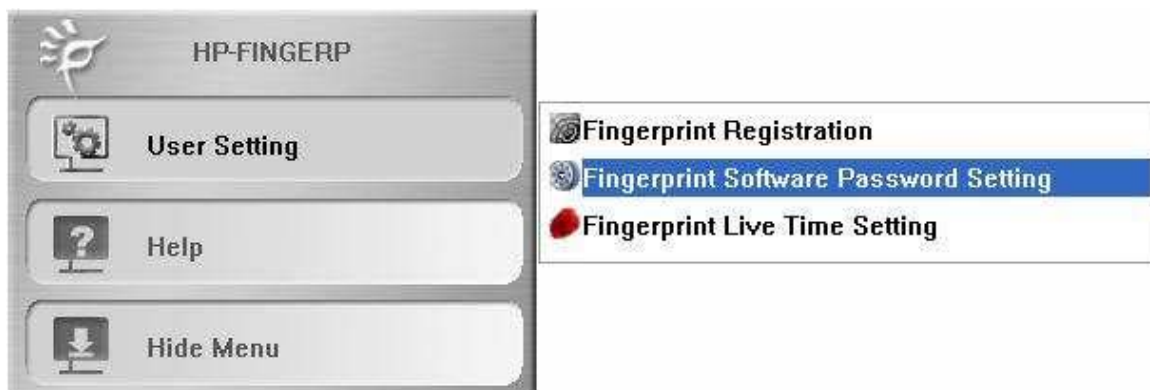 HP-FINGERP
User Setting
Fingerprint Registration
Fingerprint Software Password Setting
Fingerprint Live Time Setting
Help
Hide Menu